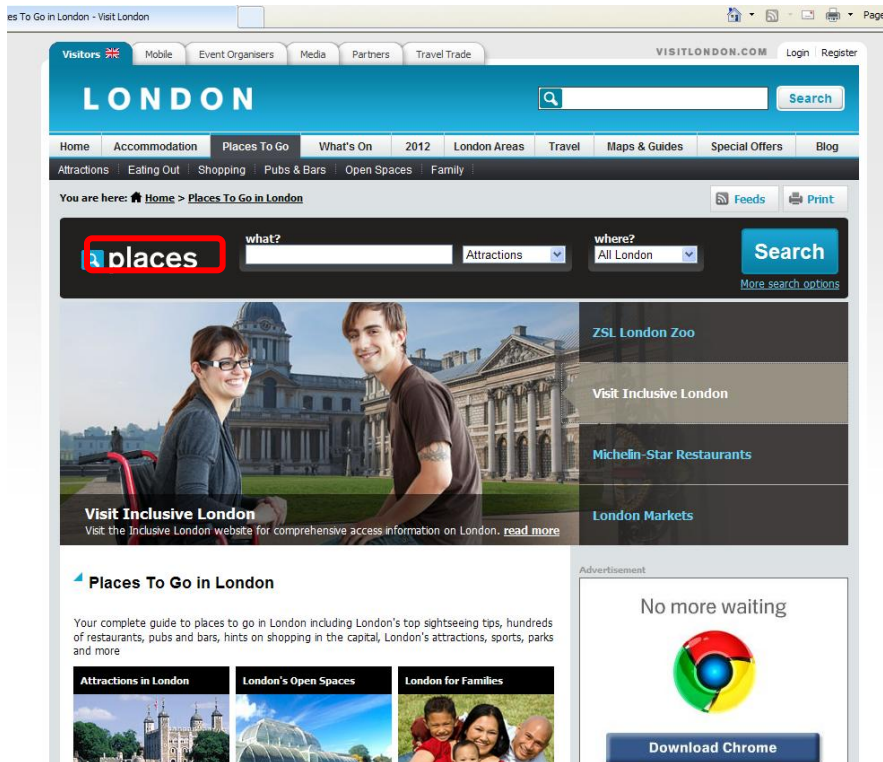 es To Go in London - Visit London
Page
Visitors Mobile Event Organisers Media Partners Travel Trade VISITLONDON.COM Login Register
LONDON Search
Home Accommodation Places To Go What's On 2012 London Areas Travel Maps & Guides Special Offers Blog
Attractions Eating Out Shopping Pubs & Bars Open Spaces Family
You are here: Home > Places To Go in London Feeds Print
what? where?
places Attractions All London Search
More search options
ZSL London Zoo
Visit Inclusive London
Michelin-Star Restaurants
London Markets
Visit Inclusive London
Visit the Inclusive London website for comprehensive access information on London. read more
Places To Go in London
Your complete guide to places to go in London including London's top sightseeing tips, hundreds
of restaurants, pubs and bars, hints on shopping in the capital, London's attractions, sports, parks
and more
Attractions in London London's Open Spaces London for Families
Advertisement
No more waiting
Download Chrome